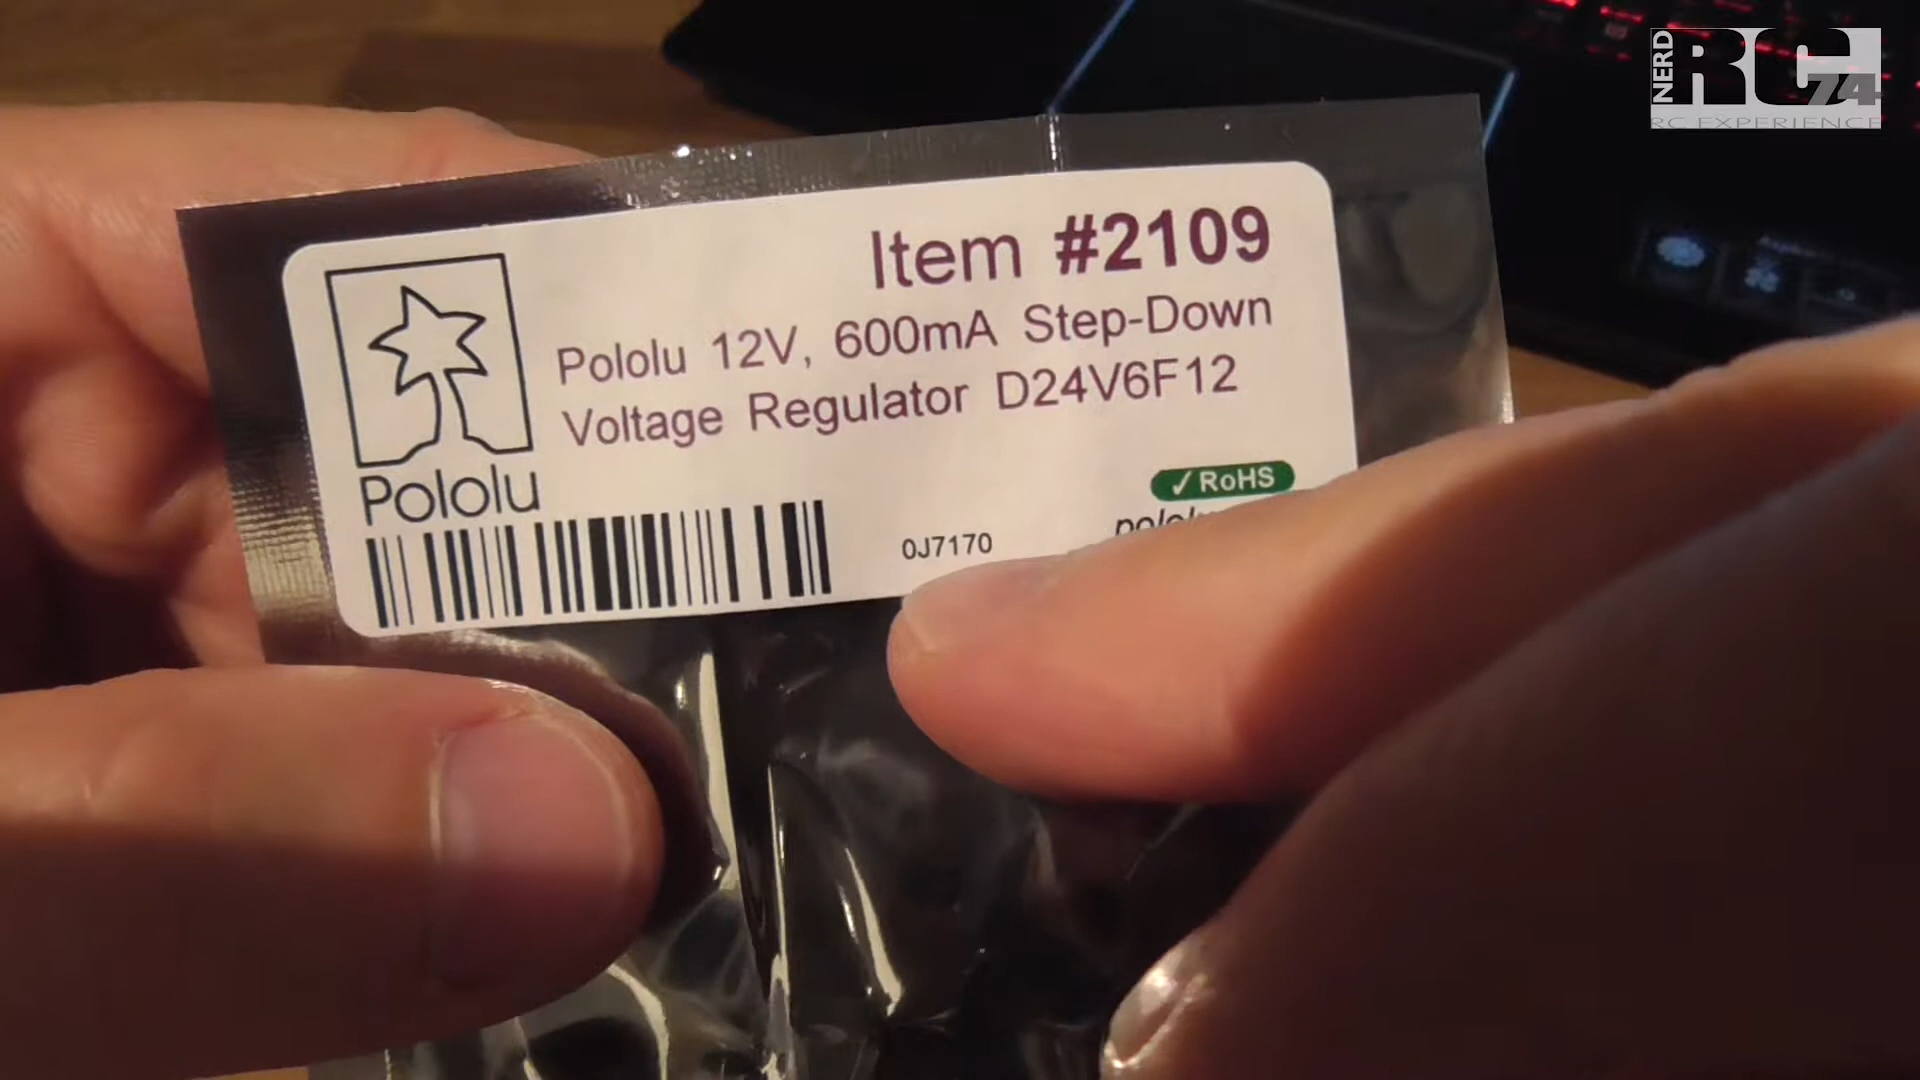 NERD
RC
74
RC EXPERIENCE
Item #2109
Pololu 12V, 600mA Step-Down
Voltage Regulator D24V6F12
Pololu
✓ RoHS
0J7170